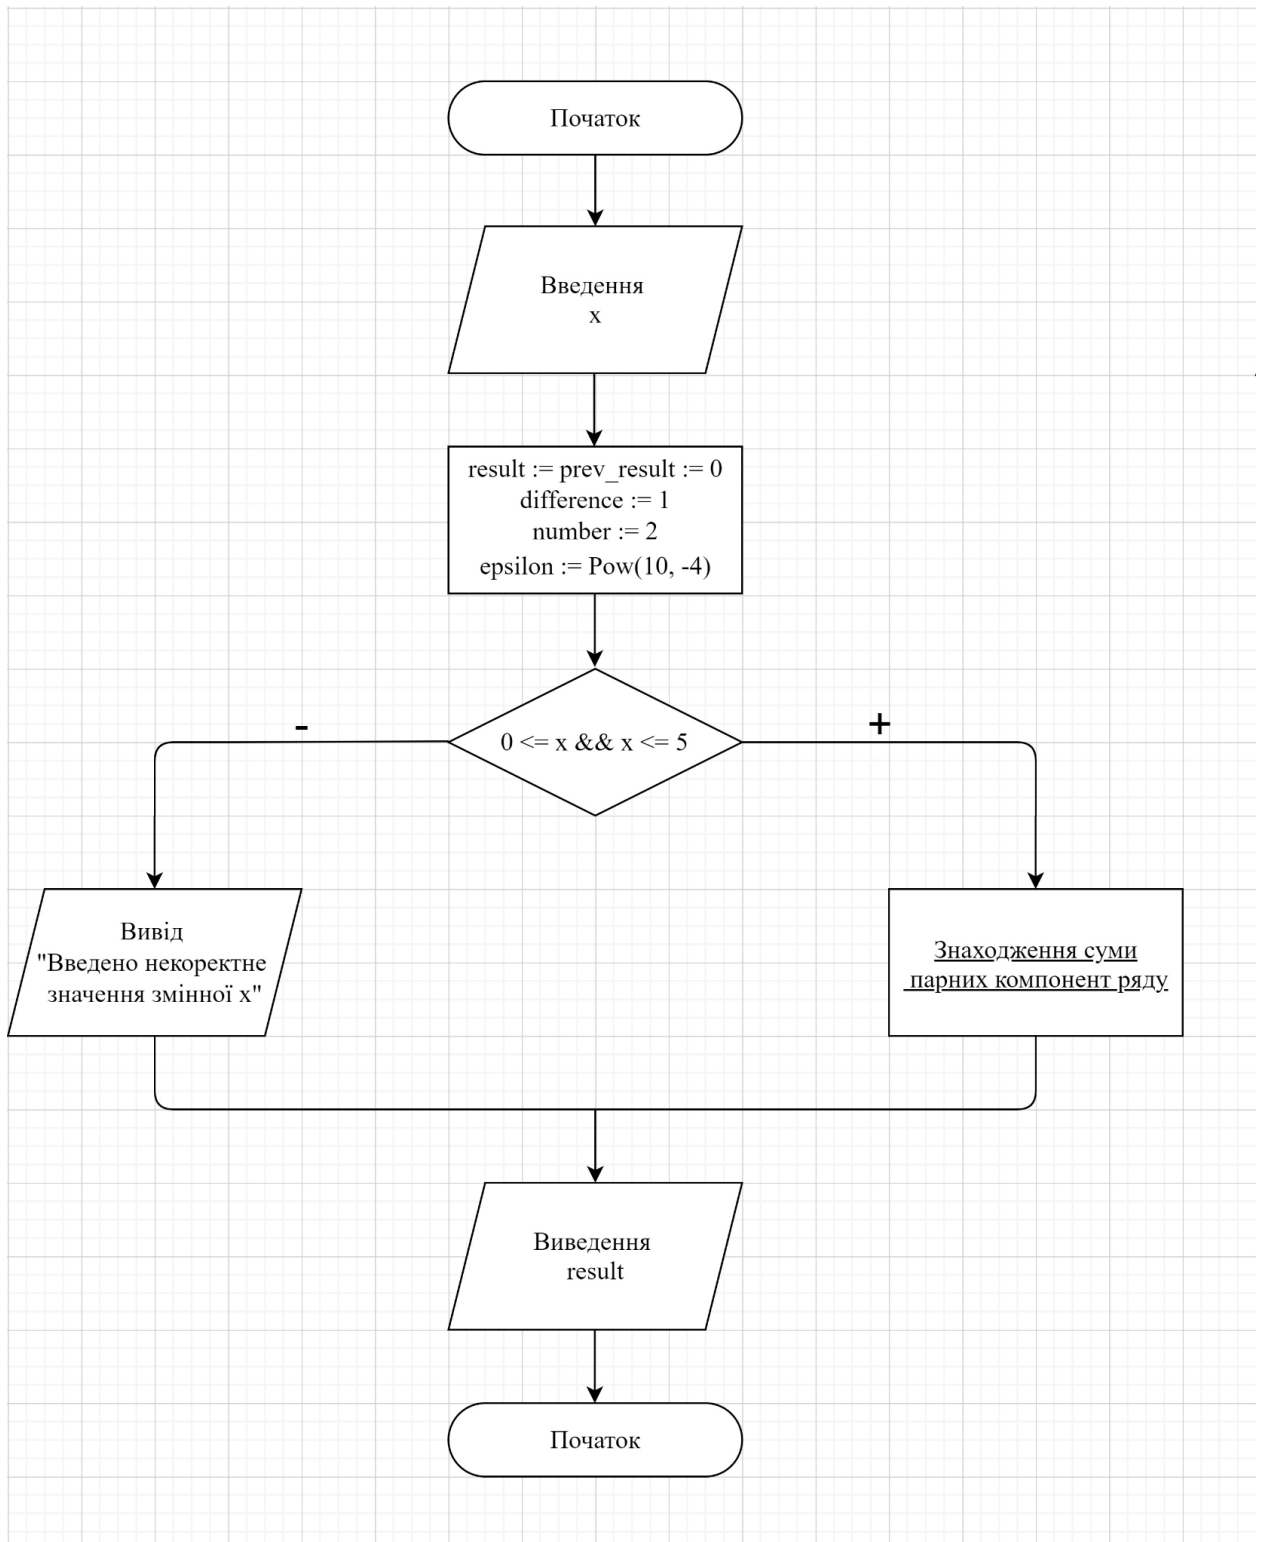 Початок
Введення
x
result := prev_result := 0
difference := 1
number := 2
epsilon := Pow(10, -4)
0 <= x && x <= 5
-
+
Вивід
"Введено некоректне
значення змінної x"
Знаходження суми
парних компонент ряду
Виведення
result
Початок